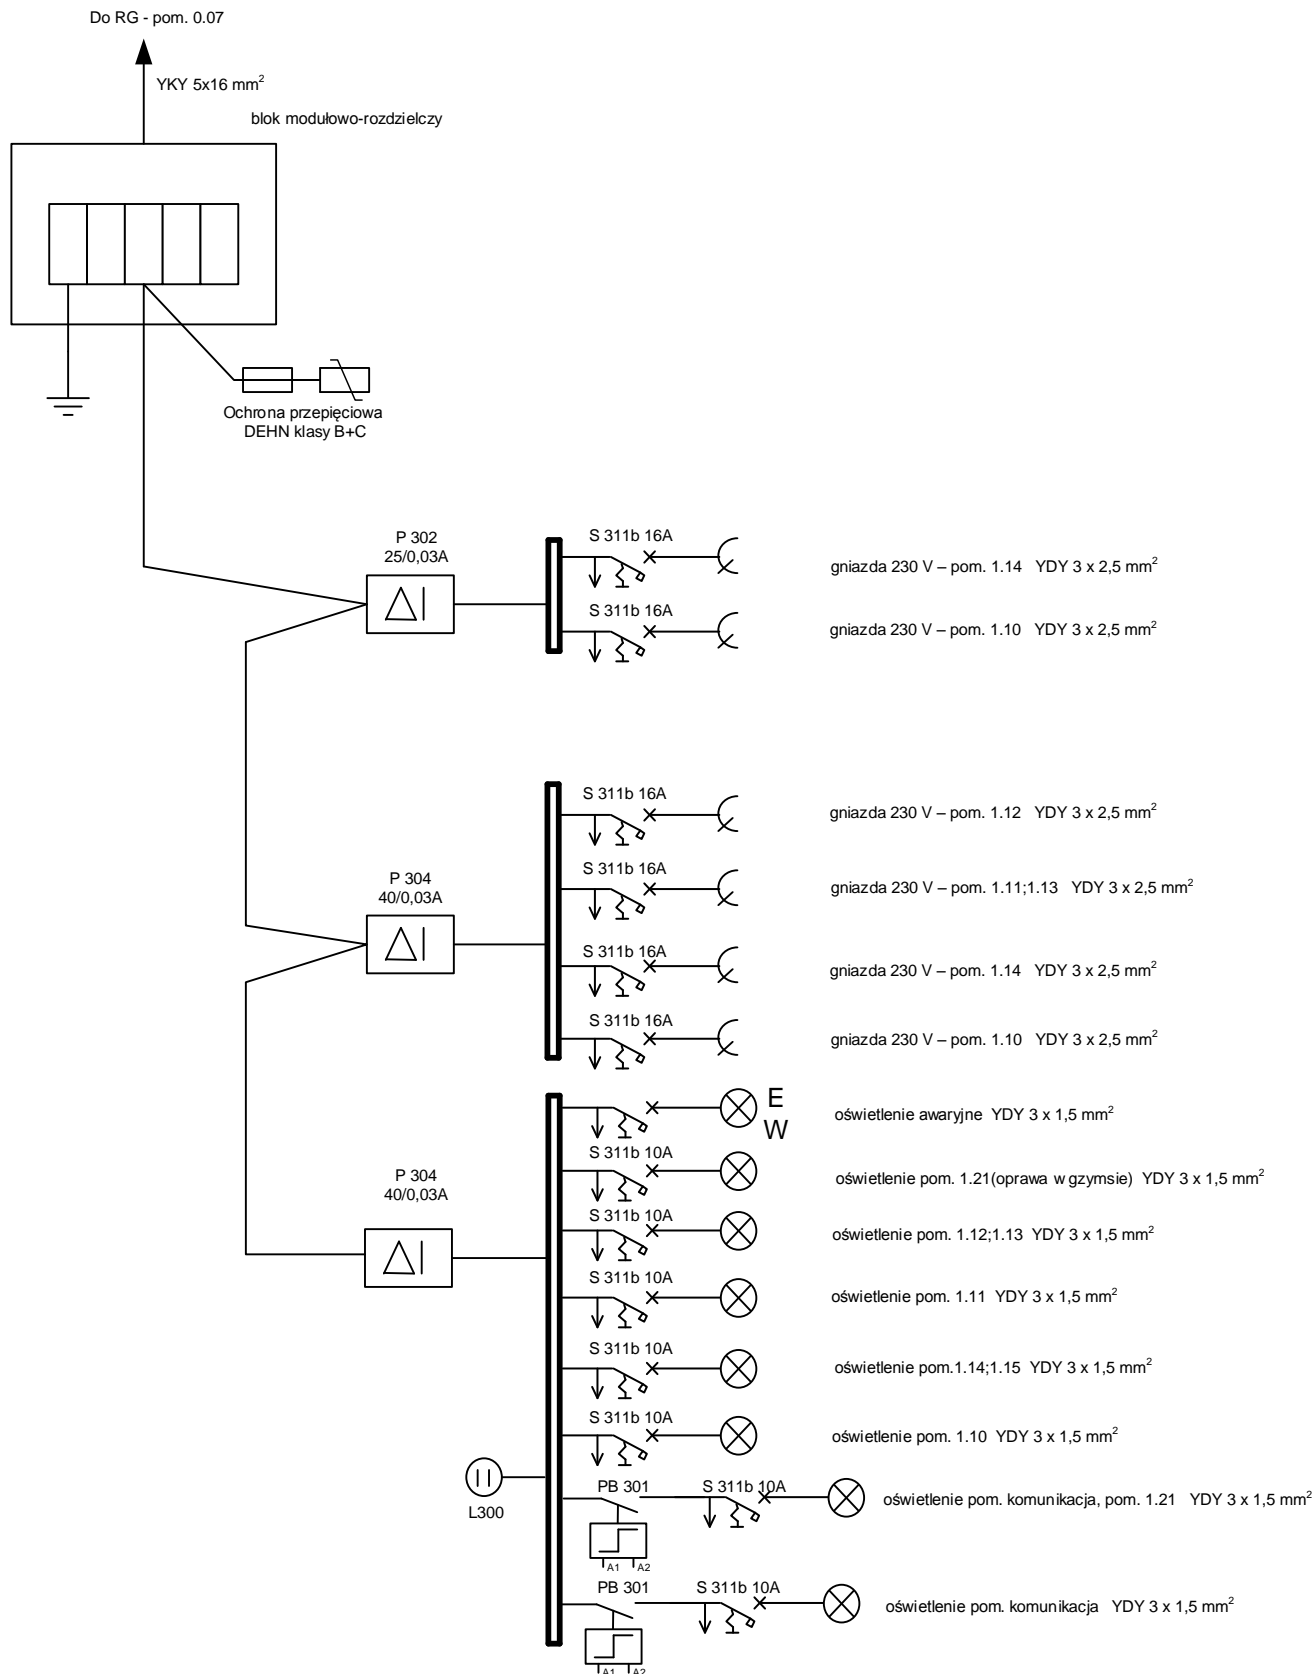 Do RG - pom. 0.07
YKY 5x16 mm²
blok modułowo-rozdzielczy
Ochrona przepięciowa
DEHN klasy B+C
P 302
25/0,03A
S 311b 16A
gniazda 230 V – pom. 1.14 YDY 3 x 2,5 mm²
S 311b 16A
gniazda 230 V – pom. 1.10 YDY 3 x 2,5 mm²
P 304
40/0,03A
S 311b 16A
gniazda 230 V – pom. 1.12 YDY 3 x 2,5 mm²
S 311b 16A
gniazda 230 V – pom. 1.11;1.13 YDY 3 x 2,5 mm²
S 311b 16A
gniazda 230 V – pom. 1.14 YDY 3 x 2,5 mm²
S 311b 16A
gniazda 230 V – pom. 1.10 YDY 3 x 2,5 mm²
P 304
40/0,03A
E
W
oświetlenie awaryjne YDY 3 x 1,5 mm²
S 311b 10A
oświetlenie pom. 1.21(oprawa w gzymsie) YDY 3 x 1,5 mm²
S 311b 10A
oświetlenie pom. 1.12;1.13 YDY 3 x 1,5 mm²
S 311b 10A
oświetlenie pom. 1.11 YDY 3 x 1,5 mm²
S 311b 10A
oświetlenie pom.1.14;1.15 YDY 3 x 1,5 mm²
S 311b 10A
oświetlenie pom. 1.10 YDY 3 x 1,5 mm²
L300
PB 301
S 311b 10A
oświetlenie pom. komunikacja, pom. 1.21 YDY 3 x 1,5 mm²
A1 A2
PB 301
S 311b 10A
oświetlenie pom. komunikacja YDY 3 x 1,5 mm²
A1 A2